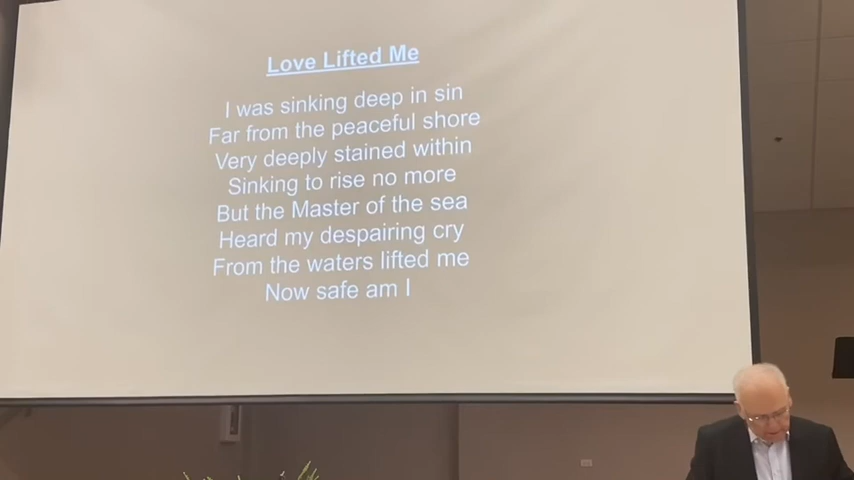 Love Lifted Me
I was sinking deep in sin
Far from the peaceful shore
Very deeply stained within
Sinking to rise no more
But the Master of the sea
Heard my despairing cry
From the waters lifted me
Now safe am I